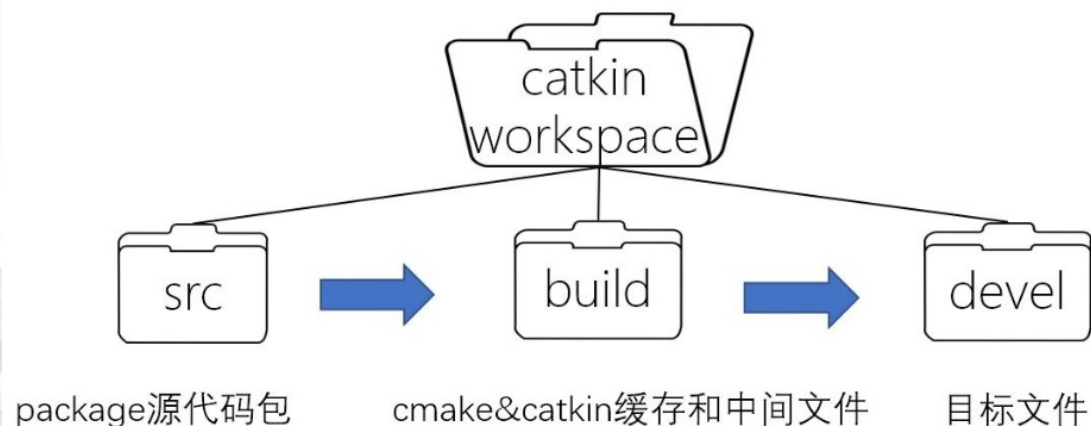 catkin
workspace
src
build
devel
package源代码包
cmake&catkin缓存和中间文件
目标文件